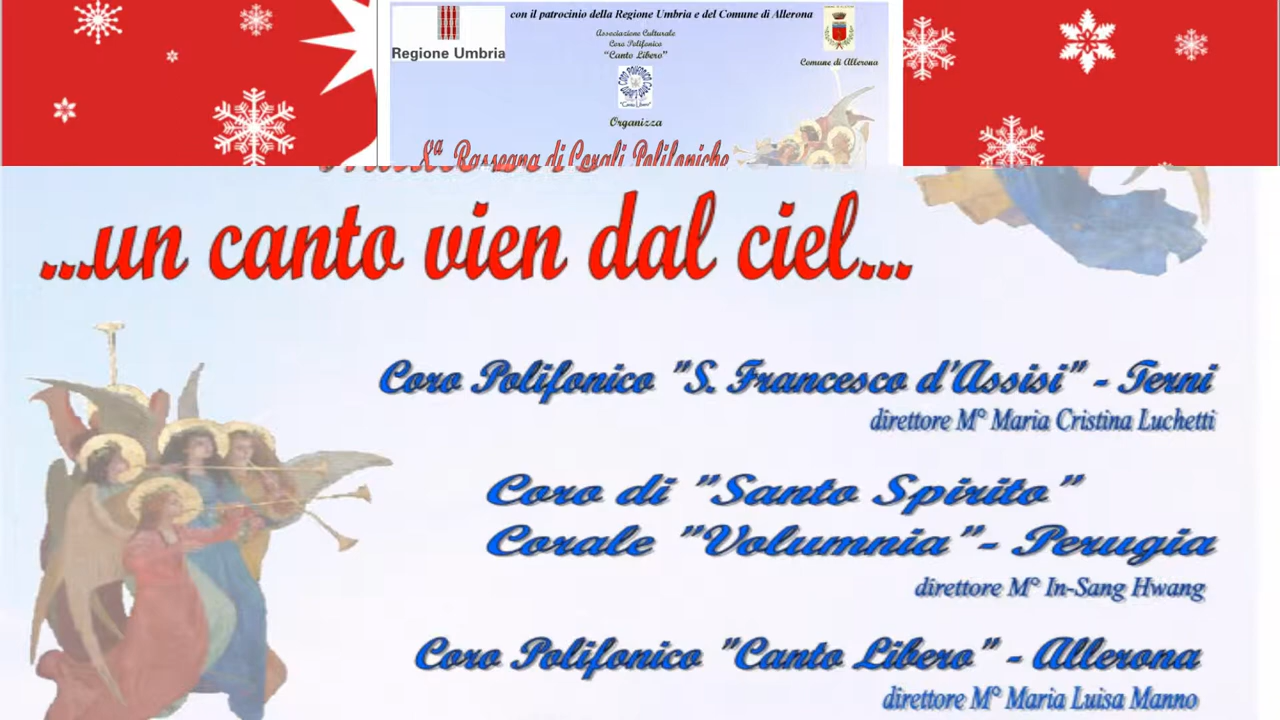 con il patrocinio della Regione Umbria e del Comune di Allerona
Regione Umbria
Associazione Culturale
Coro Polifonico
"Canto Libero"
Comune di Allerona
"Canto Libero"
Organizza
Xª Rassegna di Corali Polifoniche
...un canto vien dal ciel...
Coro Polifonico "S. Francesco d'Assisi" - Terni
direttore M° Maria Cristina Luchetti
Coro di "Santo Spirito"
Corale "Volumnia"- Perugia
direttore M° In-Sang Hwang
Coro Polifonico "Canto Libero" - Allerona
direttore M° Maria Luisa Manno